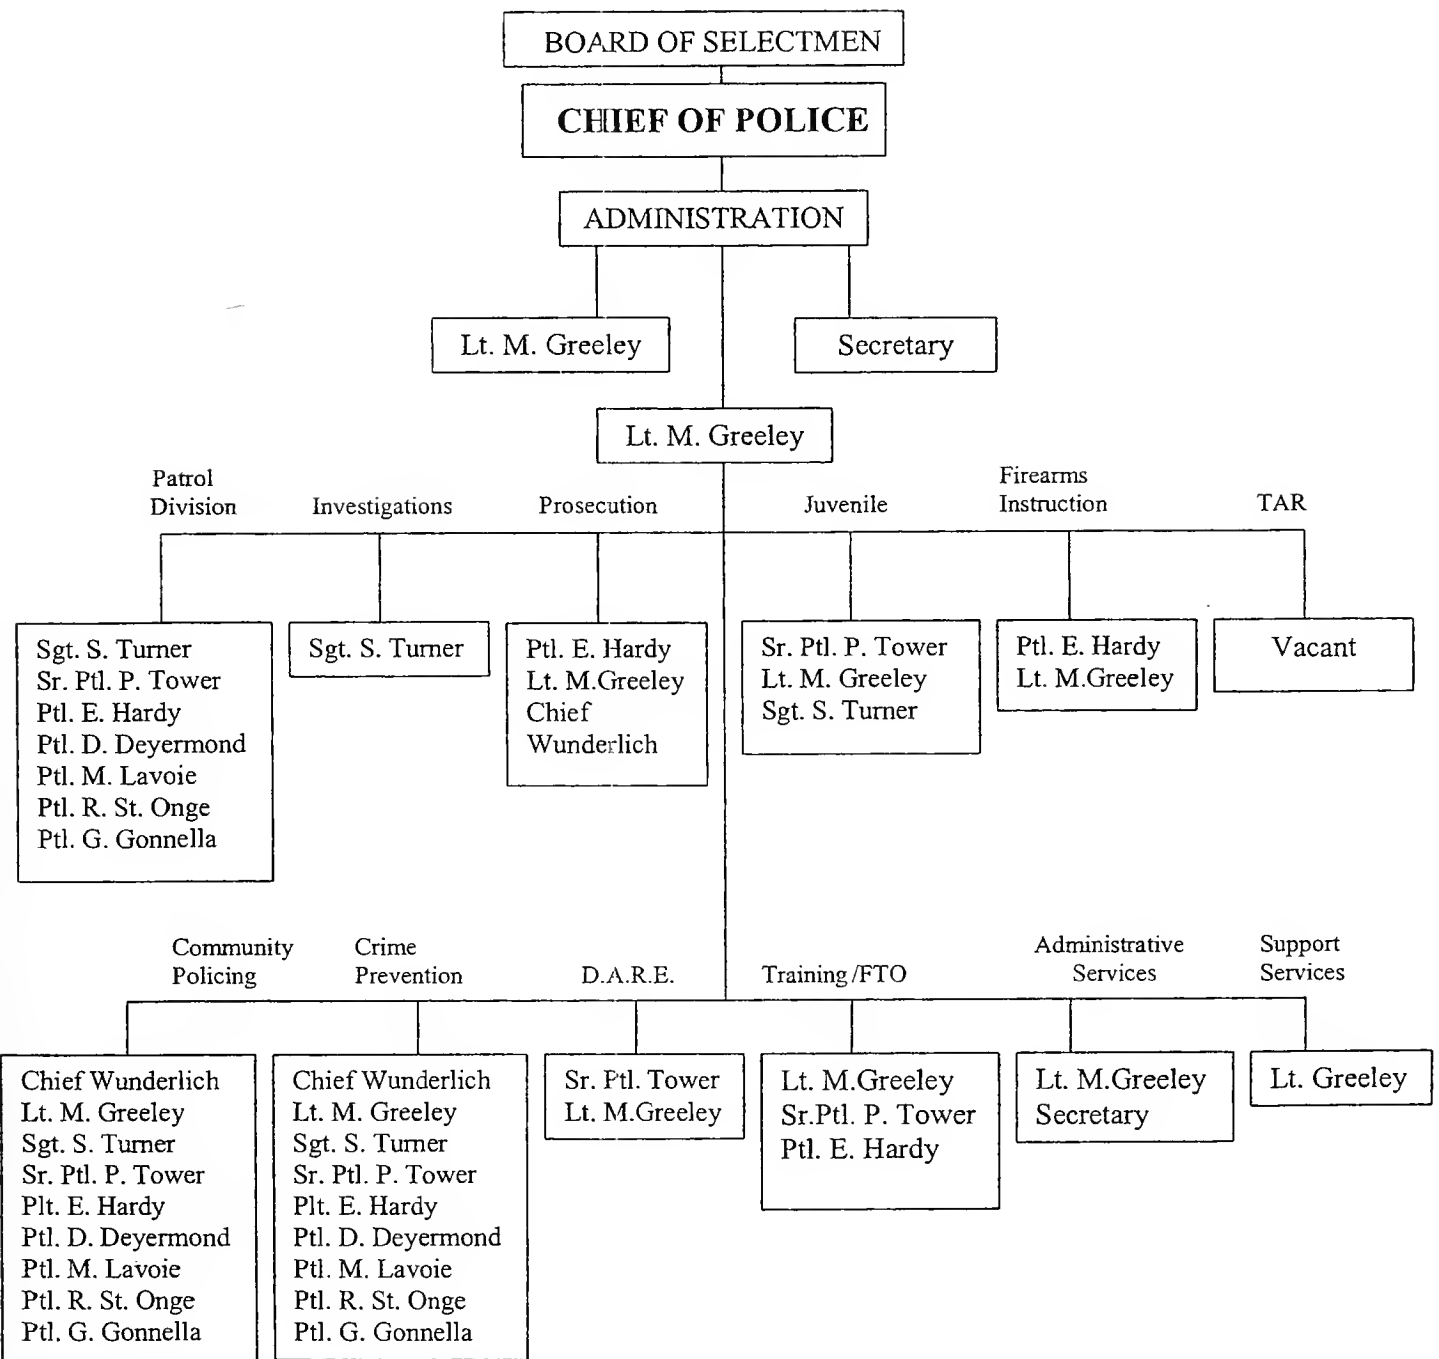 BOARD OF SELECTMEN
CHIEF OF POLICE
ADMINISTRATION
Lt. M. Greeley
Secretary
Lt. M. Greeley
Patrol
Division
Investigations
Prosecution
Juvenile
Firearms
Instruction
TAR
Sgt. S. Turner
Sr. Ptl. P. Tower
Ptl. E. Hardy
Ptl. D. Deyermond
Ptl. M. Lavoie
Ptl. R. St. Onge
Ptl. G. Gonnella
Sgt. S. Turner
Ptl. E. Hardy
Lt. M.Greeley
Chief
Wunderlich
Sr. Ptl. P. Tower
Lt. M. Greeley
Sgt. S. Turner
Ptl. E. Hardy
Lt. M.Greeley
Vacant
Community
Policing
Crime
Prevention
D.A.R.E.
Training/FTO
Administrative
Services
Support
Services
Chief Wunderlich
Lt. M. Greeley
Sgt. S. Turner
Sr. Ptl. P. Tower
Plt. E. Hardy
Ptl. D. Deyermond
Ptl. M. Lavoie
Ptl. R. St. Onge
Ptl. G. Gonnella
Chief Wunderlich
Lt. M. Greeley
Sgt. S. Turner
Sr. Ptl. P. Tower
Plt. E. Hardy
Ptl. D. Deyermond
Ptl. M. Lavoie
Ptl. R. St. Onge
Ptl. G. Gonnella
Sr. Ptl. Tower
Lt. M.Greeley
Lt. M.Greeley
Sr.Ptl. P. Tower
Ptl. E. Hardy
Lt. M.Greeley
Secretary
Lt. Greeley